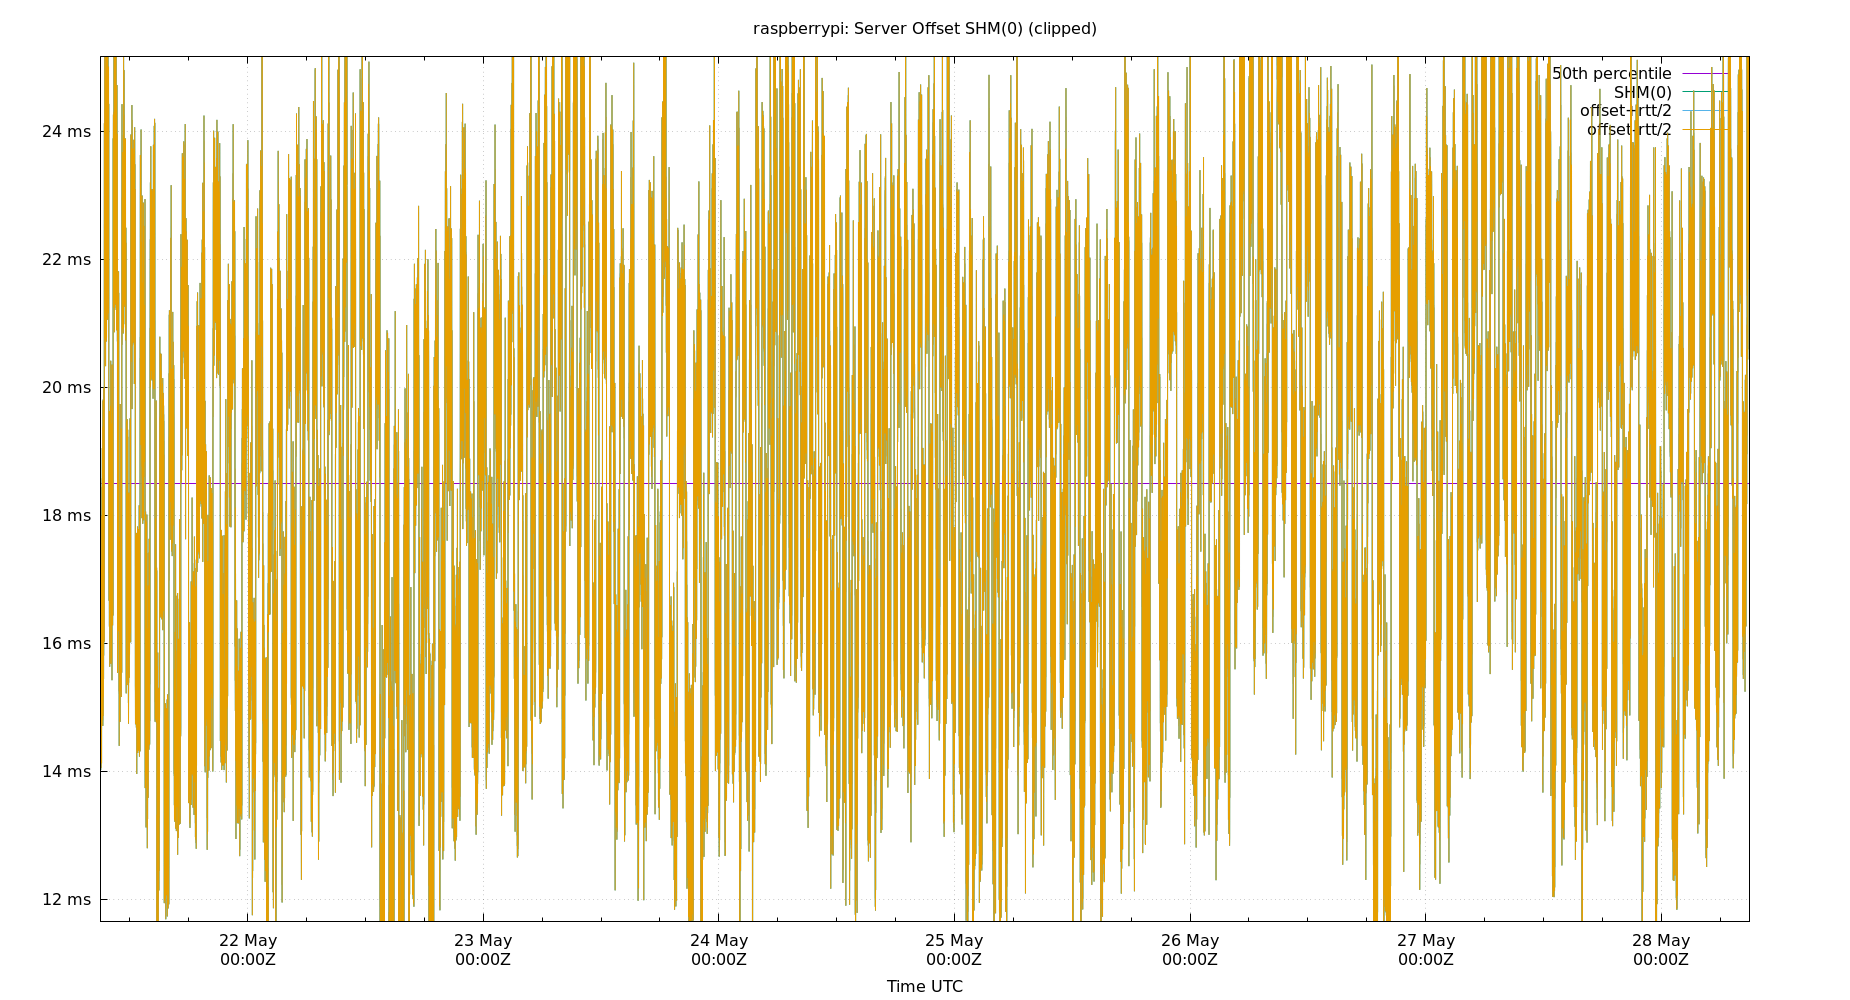 raspberrypi: Server Offset SHM(0) (clipped)
50th percentile
SHM(0)
offset+rtt/2
offset-rtt/2
24 ms
22 ms
20 ms
18 ms
16 ms
14 ms
12 ms
22 May 23 May 24 May 25 May 26 May 27 May 28 May
00:00Z 00:00Z 00:00Z 00:00Z 00:00Z 00:00Z 00:00Z
Time UTC